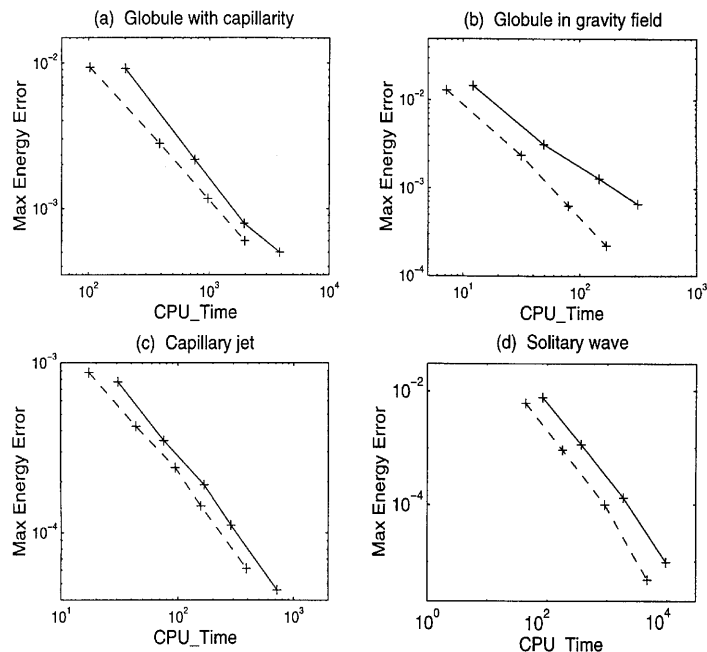 (a) Globule with capillarity
(b) Globule in gravity field
Max Energy Error
10^-2
10^-3
10^2
10^3
10^4
CPU_Time
Max Energy Error
10^-1
10^-2
10^-3
10^-4
10^1
10^2
10^3
CPU_Time
(c) Capillary jet
(d) Solitary wave
Max Energy Error
10^-3
10^-4
10^1
10^2
10^3
CPU_Time
Max Energy Error
10^-2
10^-4
10^0
10^2
10^4
CPU Time